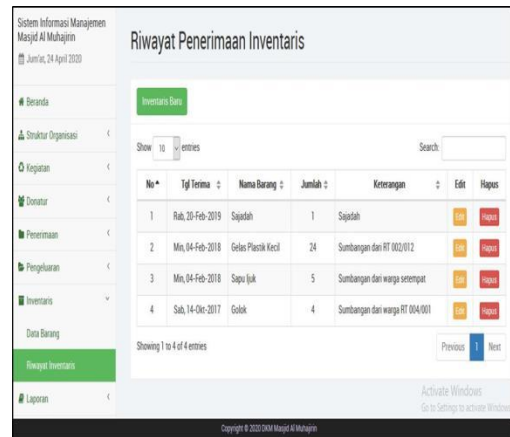 Sistem Informasi Manajemen
Masjid Al Muhajirin
Jum'at, 24 April 2020
Beranda
Struktur Organisasi
Kegiatan
Donatur
Penerimaan
Pengeluaran
Inventaris
Data Barang
Riwayat Inventaris
Laporan
Riwayat Penerimaan Inventaris
Inventaris Baru
Show 10 entries
Search:
No Tgl Terima Nama Barang Jumlah Keterangan Edit Hapus
1 Rab, 20-Feb-2019 Sajadah 1 Sajadah Edit Hapus
2 Min, 04-Feb-2018 Gelas Plastik Kecil 24 Sumbangan dari RT 002/012 Edit Hapus
3 Min, 04-Feb-2018 Sapu Ijuk 5 Sumbangan dari warga setempat Edit Hapus
4 Sab, 14-Okt-2017 Golok 4 Sumbangan dari warga RT 004/001 Edit Hapus
Showing 1 to 4 of 4 entries
Previous 1 Next
Activate Windows
Go to Settings to activate Windows
Copyright © 2020 DKM Masjid Al Muhajirin